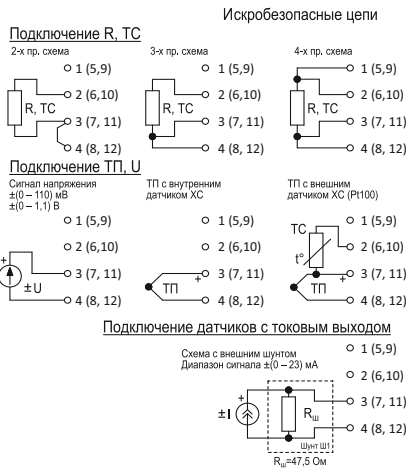 Искробезопасные цепи
Подключение R, ТС
2-х пр. схема
3-х пр. схема
4-х пр. схема
1 (5,9)
2 (6,10)
R, ТС
3 (7, 11)
4 (8, 12)
1 (5,9)
2 (6,10)
R, ТС
3 (7, 11)
4 (8, 12)
1 (5,9)
2 (6,10)
R, ТС
3 (7, 11)
4 (8, 12)
Подключение ТП, U
Сигнал напряжения
±(0 – 110) мВ
±(0 – 1,1) В
ТП с внутренним
датчиком ХС
ТП с внешним
датчиком ХС (Pt100)
1 (5,9)
2 (6,10)
+
3 (7, 11)
± U
4 (8, 12)
1 (5,9)
2 (6,10)
+
3 (7, 11)
ТП
4 (8, 12)
1 (5,9)
ТС
2 (6,10)
t°
+
3 (7, 11)
ТП
4 (8, 12)
Подключение датчиков с токовым выходом
Схема с внешним шунтом
Диапазон сигнала ±(0 – 23) мА
1 (5,9)
2 (6,10)
+
3 (7, 11)
±I
Rш
4 (8, 12)
Шунт Ш1
Rш=47,5 Ом